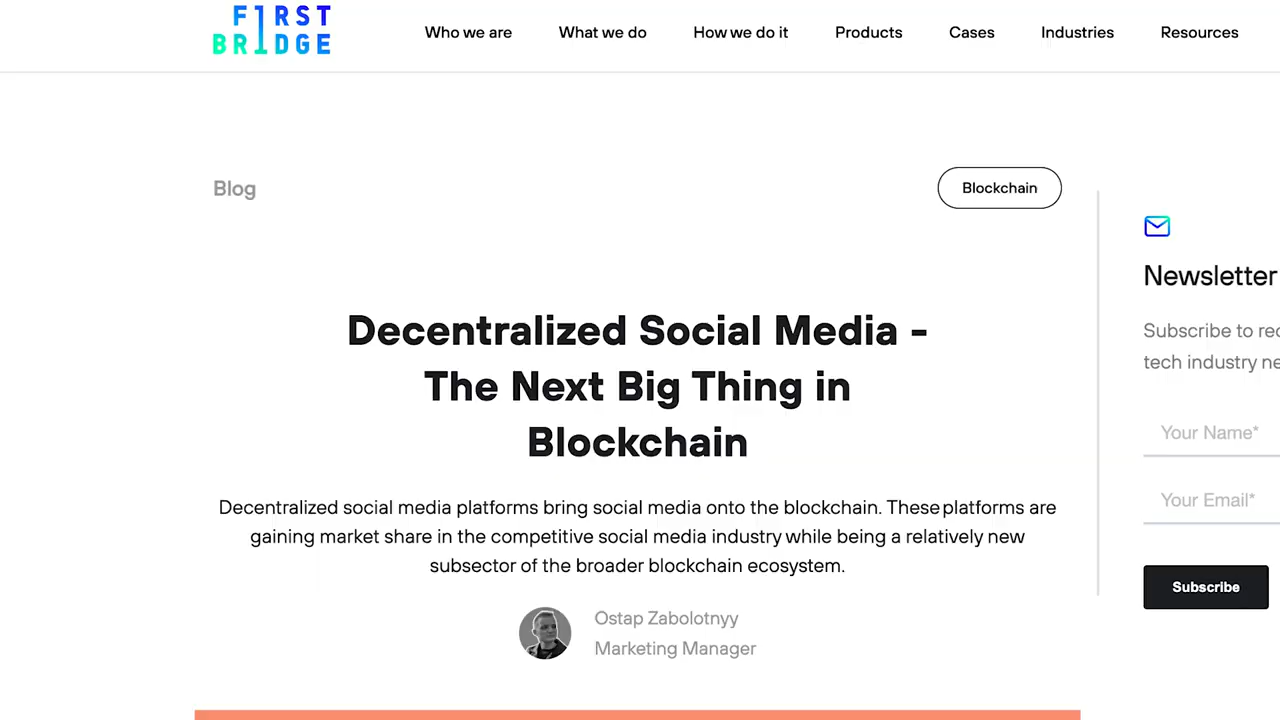 FIRST
BRIDGE
Who we are
What we do
How we do it
Products
Cases
Industries
Resources
Blog
Blockchain
Decentralized Social Media -
The Next Big Thing in
Blockchain
Decentralized social media platforms bring social media onto the blockchain. These platforms are
gaining market share in the competitive social media industry while being a relatively new
subsector of the broader blockchain ecosystem.
Ostap Zabolotnyy
Marketing Manager
Newsletter
Subscribe to
tech industry
Your Name*
Your Email*
Subscribe